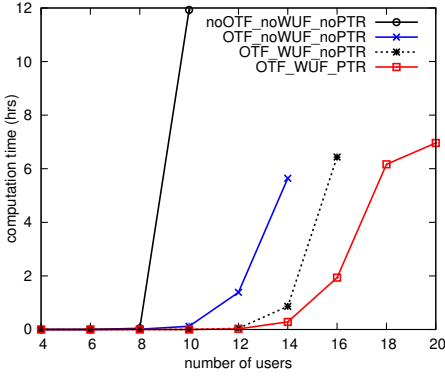 12
10
8
6
4
2
0
computation time (hrs)
noOTF_noWUF_noPTR
OTF_noWUF_noPTR
OTF_WUF_noPTR
OTF_WUF_PTR
4 6 8 10 12 14 16 18 20
number of users